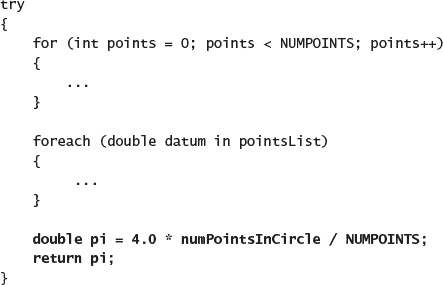 try
{
    for (int points = 0; points < NUMPOINTS; points++)
    {
        ...
    }
    foreach (double datum in pointsList)
    {
        ...
    }
    double pi = 4.0 * numPointsInCircle / NUMPOINTS;
    return pi;
}